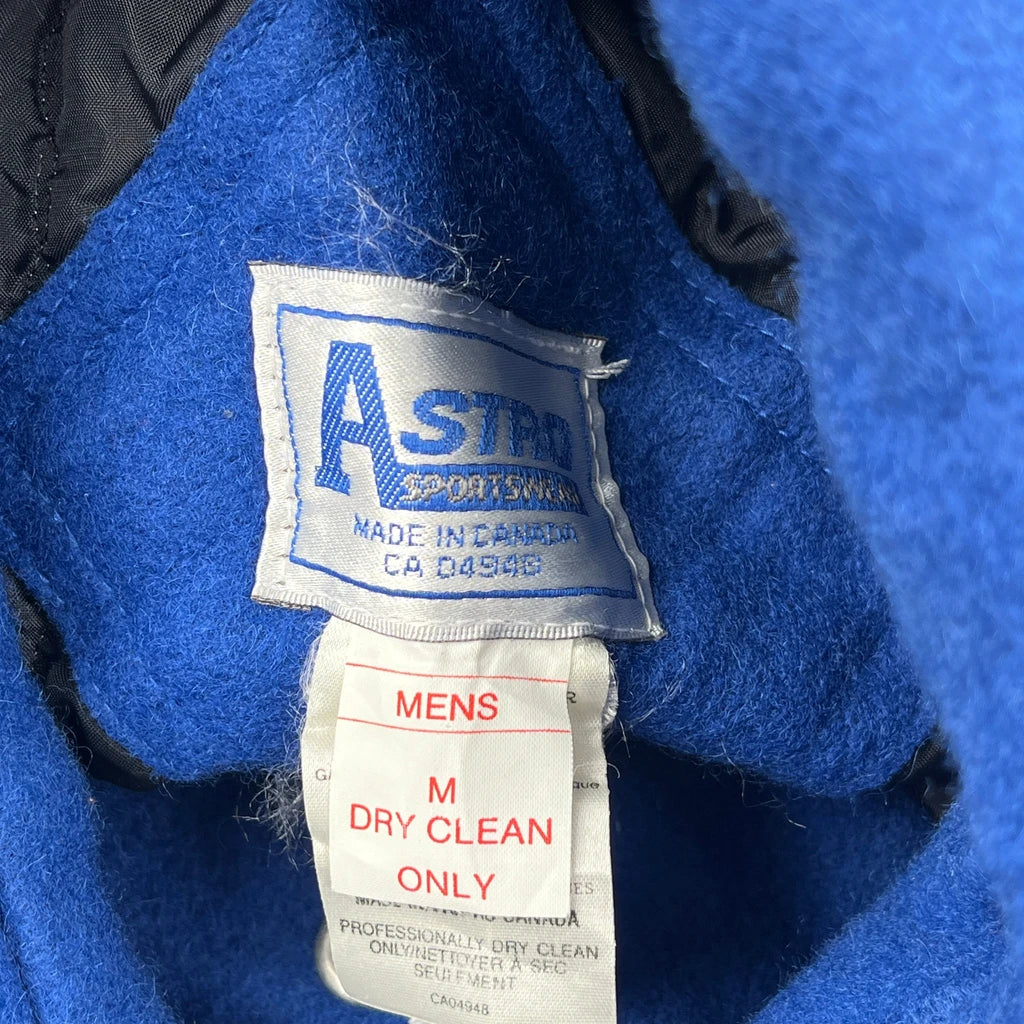 ASTRO
SPORTSWEAR
MADE IN CANADA
CA 04948
MENS
R
M
DRY CLEAN
ONLY
PROFESSIONALLY DRY CLEAN
ONLY/NETTOYER A SEC
SEULEMENT
CA04948